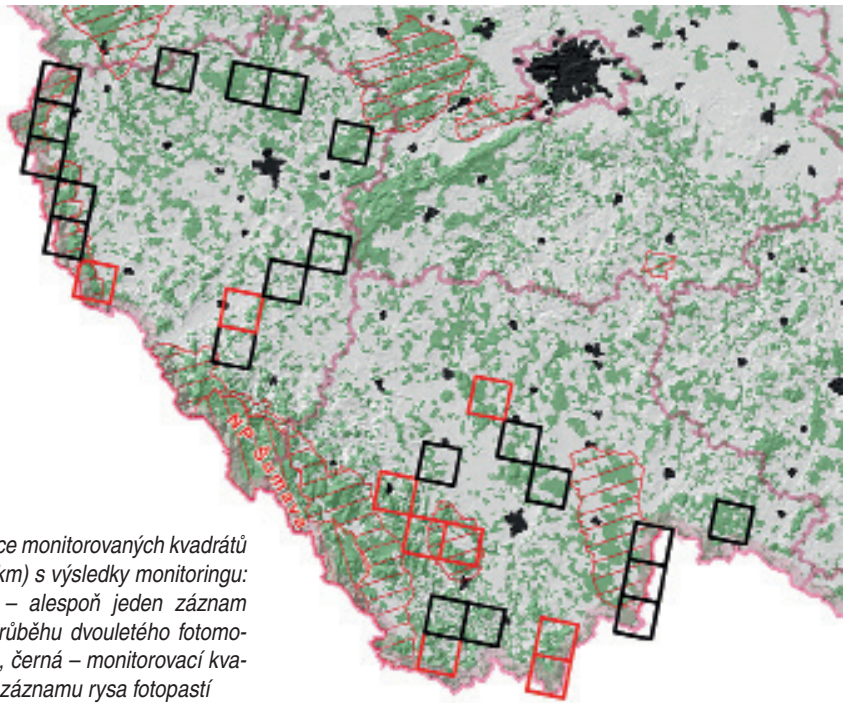 NP Šumava
ce monitorovaných kvadrátů
km) s výsledky monitoringu:
– alespoň jeden záznam
růběhu dvouletého fotomo-
, černá – monitorovací kva-
záznamu rysa fotopastí